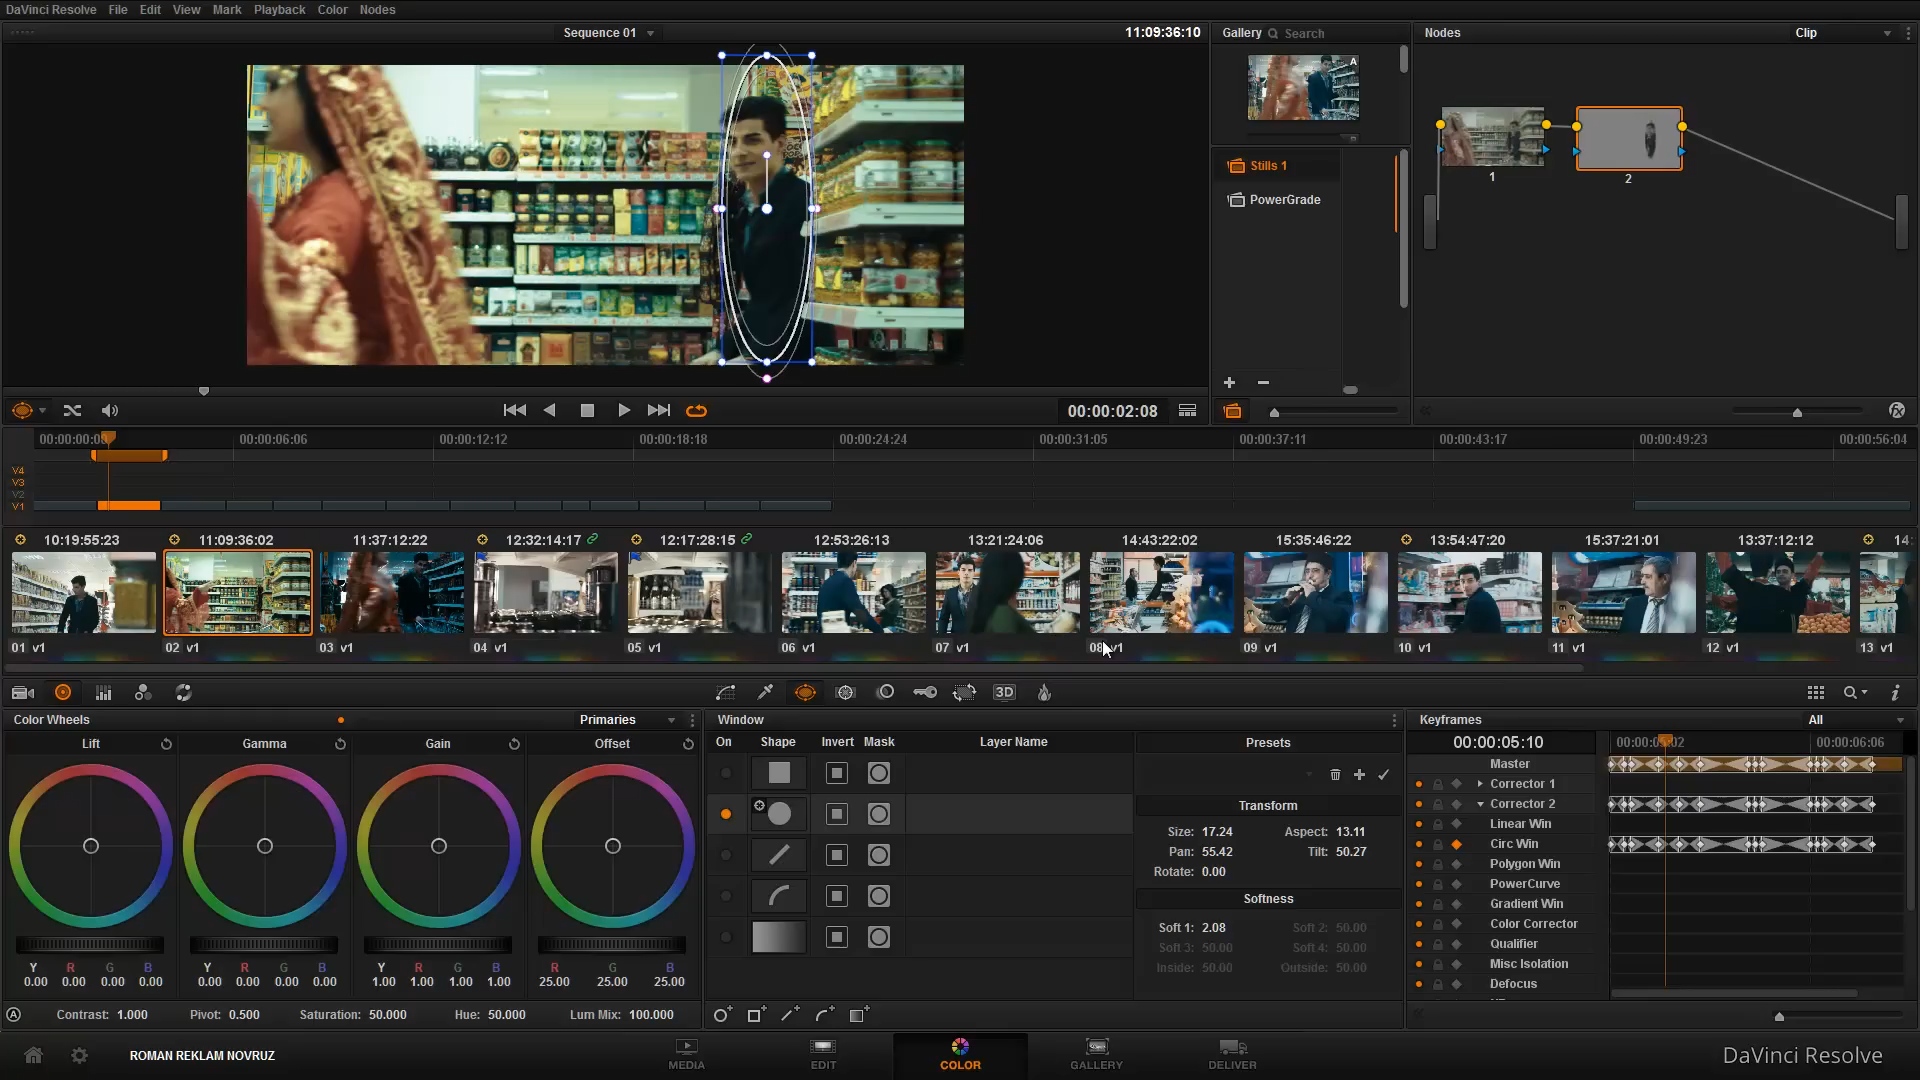 DaVinci Resolve File Edit View Mark Playback Color Nodes
Sequence 01 11:09:36:10 Gallery Search Nodes Clip
A
Stills 1
PowerGrade
1 2
00:00:02:08
00:00:00:00 00:00:06:06 00:00:12:12 00:00:18:18 00:00:24:24 00:00:31:05 00:00:37:11 00:00:43:17 00:00:49:23 00:00:56:04
V4
V3
V2
V1
10:19:55:23 11:09:36:02 11:37:12:22 12:32:14:17 12:17:28:15 12:53:26:13 13:21:24:06 14:43:22:02 15:35:46:22 13:54:47:20 15:37:21:01 13:37:12:12 14:
01 v1 02 v1 03 v1 04 v1 05 v1 06 v1 07 v1 08 v1 09 v1 10 v1 11 v1 12 v1 13 v1
3D
Color Wheels Primaries Window Keyframes All
Lift Gamma Gain Offset On Shape Invert Mask Layer Name Presets 00:00:05:10 00:00:06:06
Master
Corrector 1
Transform Corrector 2
Size: 17.24 Aspect: 13.11 Linear Win
Pan: 55.42 Tilt: 50.27 Circ Win
Rotate: 0.00 Polygon Win
PowerCurve
Softness Gradient Win
Soft 1: 2.08 Soft 2: 50.00 Color Corrector
Soft 3: 50.00 Soft 4: 50.00 Qualifier
Inside: 50.00 Outside: 50.00 Misc Isolation
Y R G B Y R G B Y R G B R G B
0.00 0.00 0.00 0.00 0.00 0.00 0.00 0.00 1.00 1.00 1.00 1.00 25.00 25.00 25.00 Defocus
A Contrast: 1.000 Pivot: 0.500 Saturation: 50.000 Hue: 50.000 Lum Mix: 100.000
ROMAN REKLAM NOVRUZ MEDIA EDIT COLOR GALLERY DELIVER DaVinci Resolve